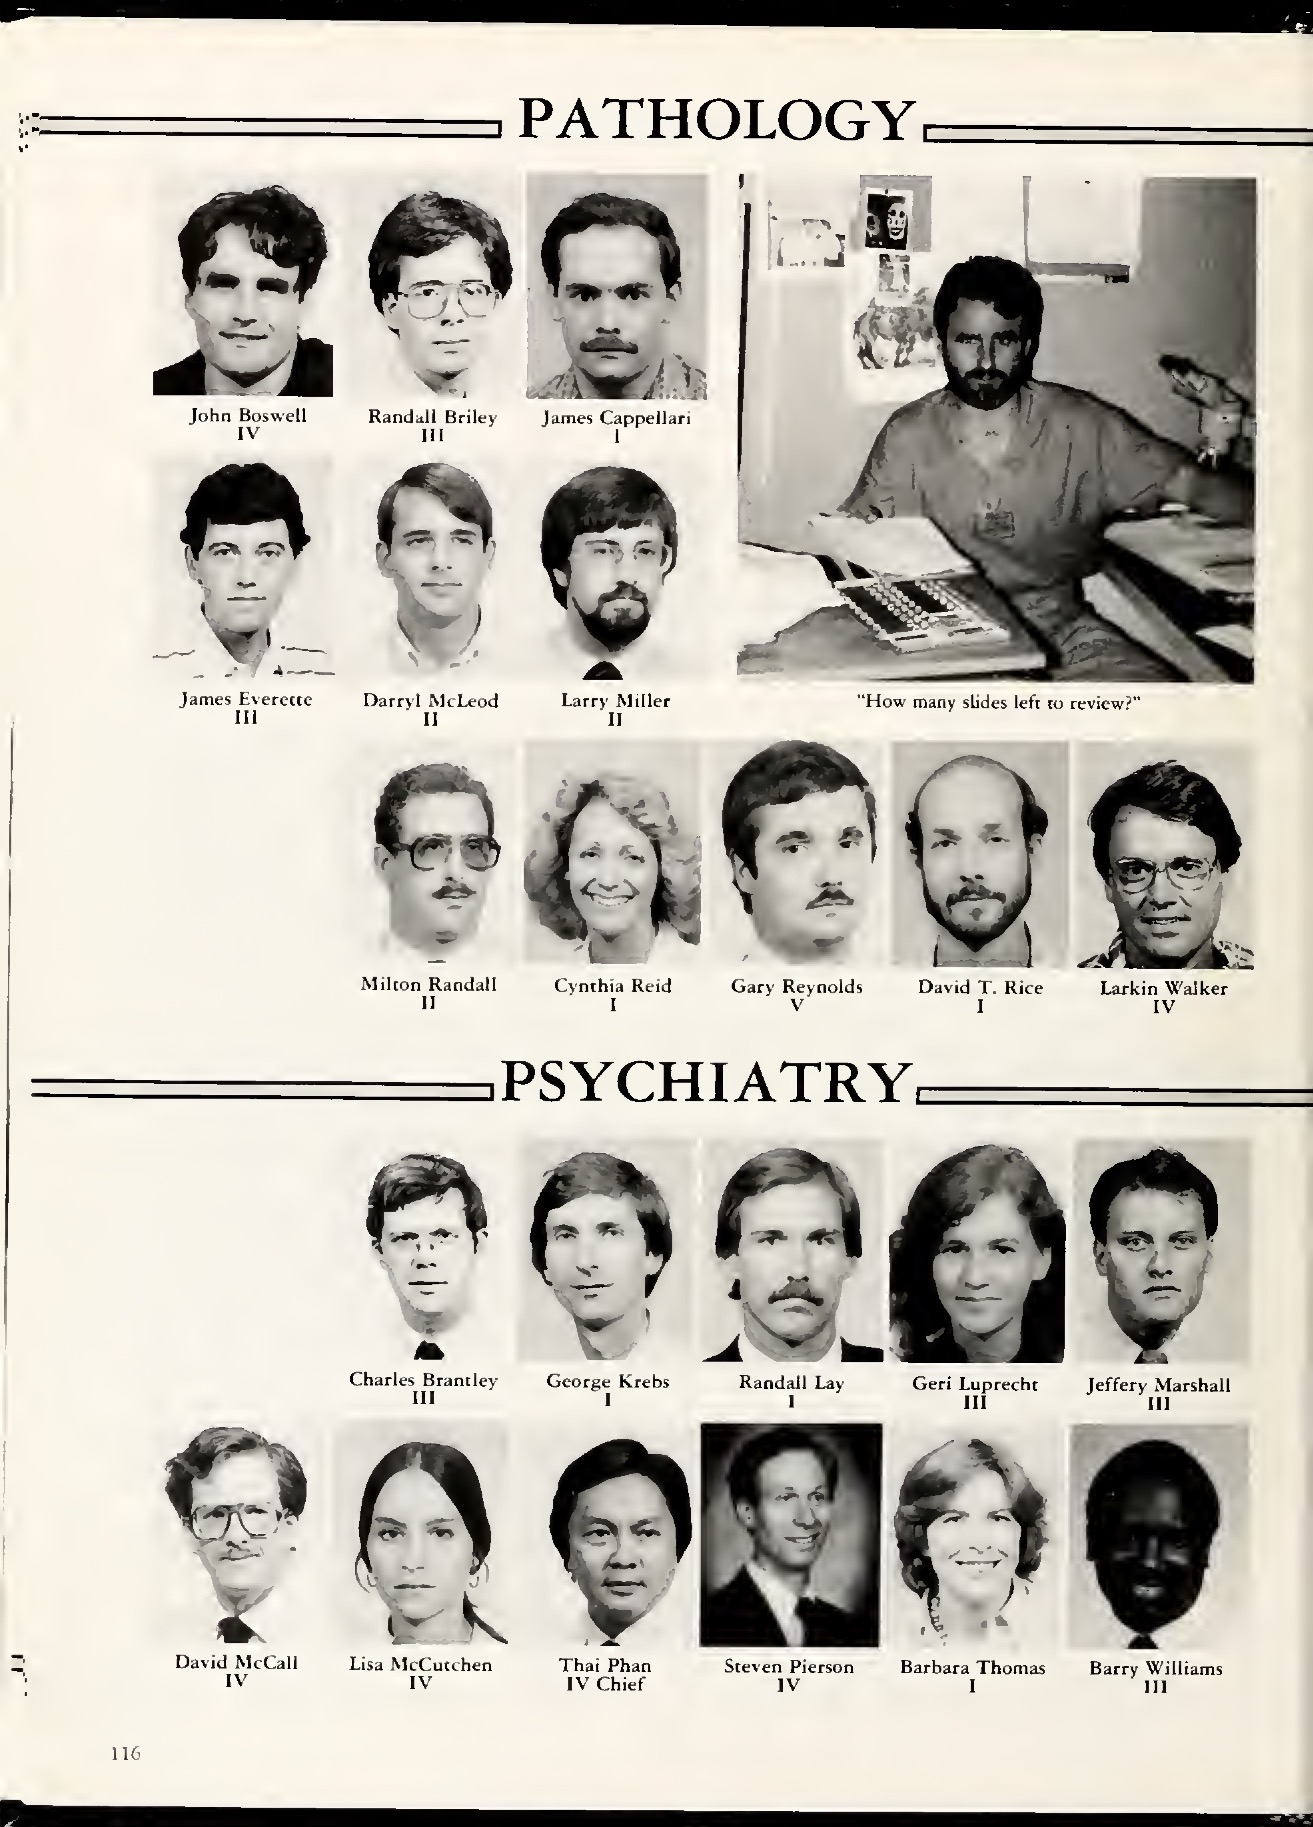 PATHOLOGY
John Boswell
IV
Randall Briley
III
James Cappellari
I
James Everette
III
Darryl McLeod
II
Larry Miller
II
"How many slides left to review?"
Milton Randall
II
Cynthia Reid
I
Gary Reynolds
V
David T. Rice
I
Larkin Walker
IV
PSYCHIATRY
Charles Brantley
III
George Krebs
I
Randall Lay
I
Geri Luprecht
III
Jeffery Marshall
III
David McCall
IV
Lisa McCutchen
IV
Thai Phan
IV Chief
Steven Pierson
IV
Barbara Thomas
I
Barry Williams
III
116